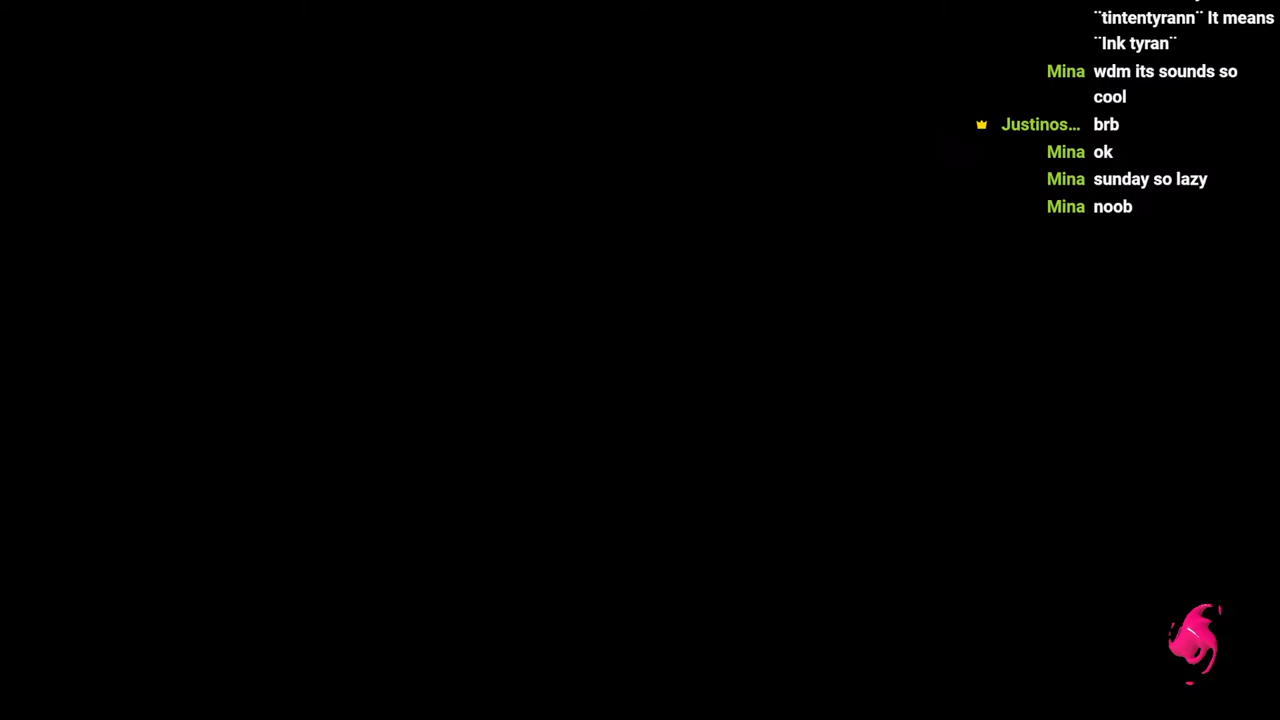 ¨tintentyrann¨ It means
¨Ink tyran¨
Mina wdm its sounds so
cool
Justinos… brb
Mina ok
Mina sunday so lazy
Mina noob